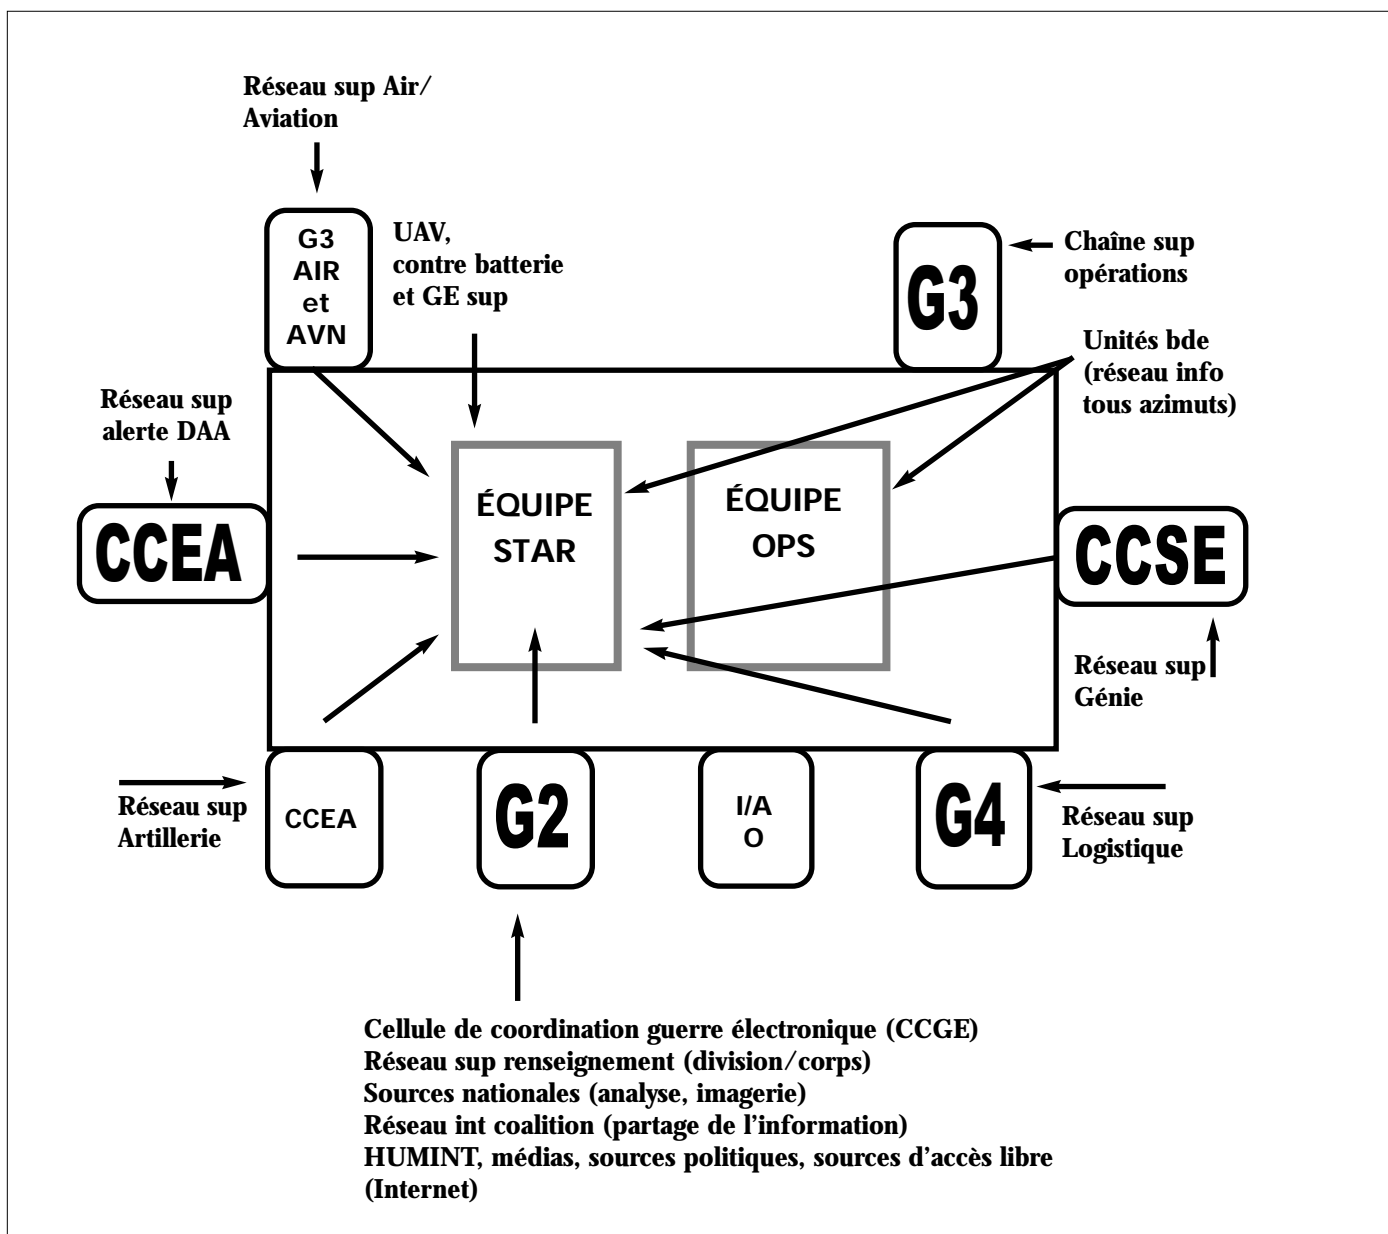 Réseau sup Air/
Aviation
G3
AIR
et
AVN
UAV,
contre batterie
et GE sup
G3
Chaîne sup
opérations
Unités bde
(réseau info
tous azimuts)
Réseau sup
alerte DAA
CCEA
ÉQUIPE
STAR
ÉQUIPE
OPS
CCSE
Réseau sup
Génie
Réseau sup
Artillerie
CCEA
G2
I/A
O
G4
Réseau sup
Logistique
Cellule de coordination guerre électronique (CCGE)
Réseau sup renseignement (division/corps)
Sources nationales (analyse, imagerie)
Réseau int coalition (partage de l'information)
HUMINT, médias, sources politiques, sources d'accès libre
(Internet)